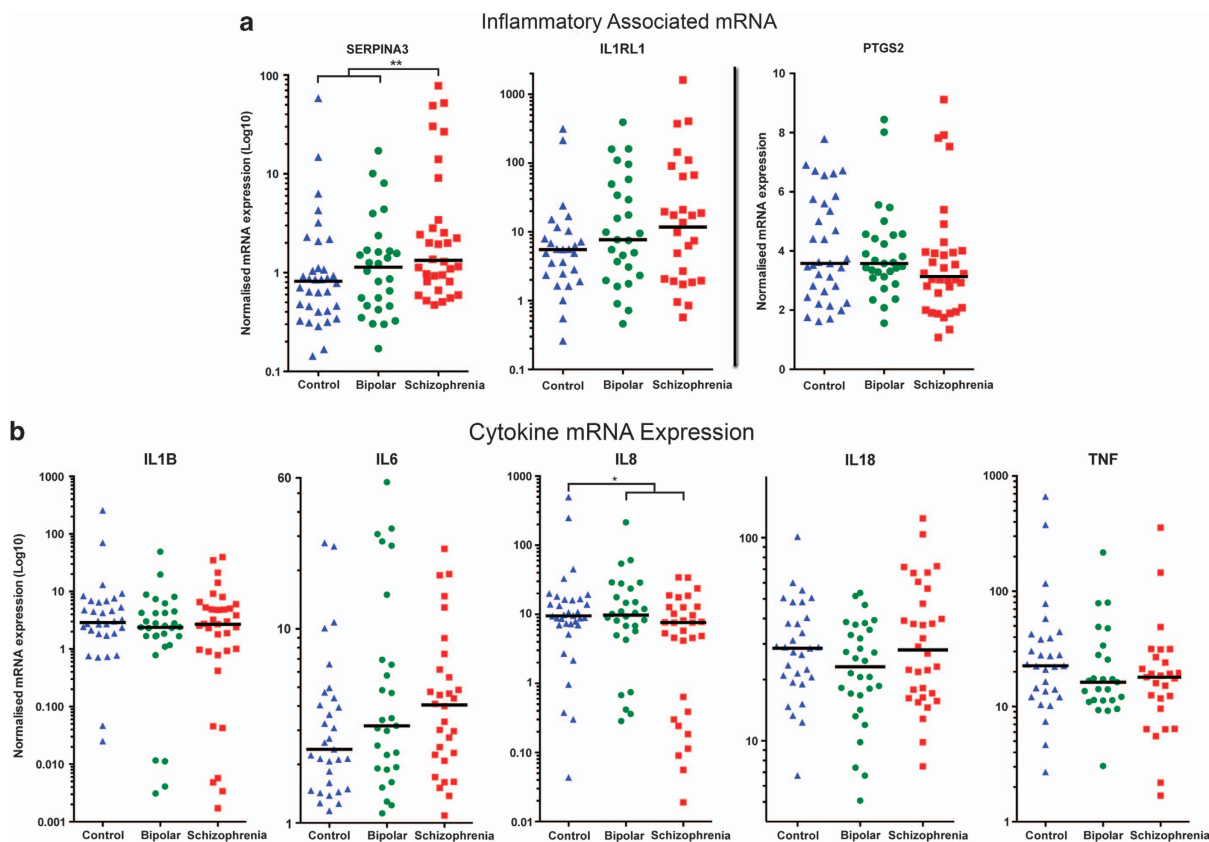 a
Inflammatory Associated mRNA
SERPINA3
IL1RL1
PTGS2
Normalised mRNA expression (Log10)
100
10
1
0.1
**
Control
Bipolar
Schizophrenia
1000
100
10
1
0.1
Control
Bipolar
Schizophrenia
Normalised mRNA expression
10
8
6
4
2
0
Control
Bipolar
Schizophrenia
b
Cytokine mRNA Expression
IL1B
IL6
IL8
IL18
TNF
Normalised mRNA expression (Log10)
1000
100
10
1
0.100
0.010
0.001
Control
Bipolar
Schizophrenia
60
10
1
Control
Bipolar
Schizophrenia
1000
100
10
1
0.10
0.01
*
Control
Bipolar
Schizophrenia
100
10
Control
Bipolar
Schizophrenia
1000
100
10
1
Control
Bipolar
Schizophrenia